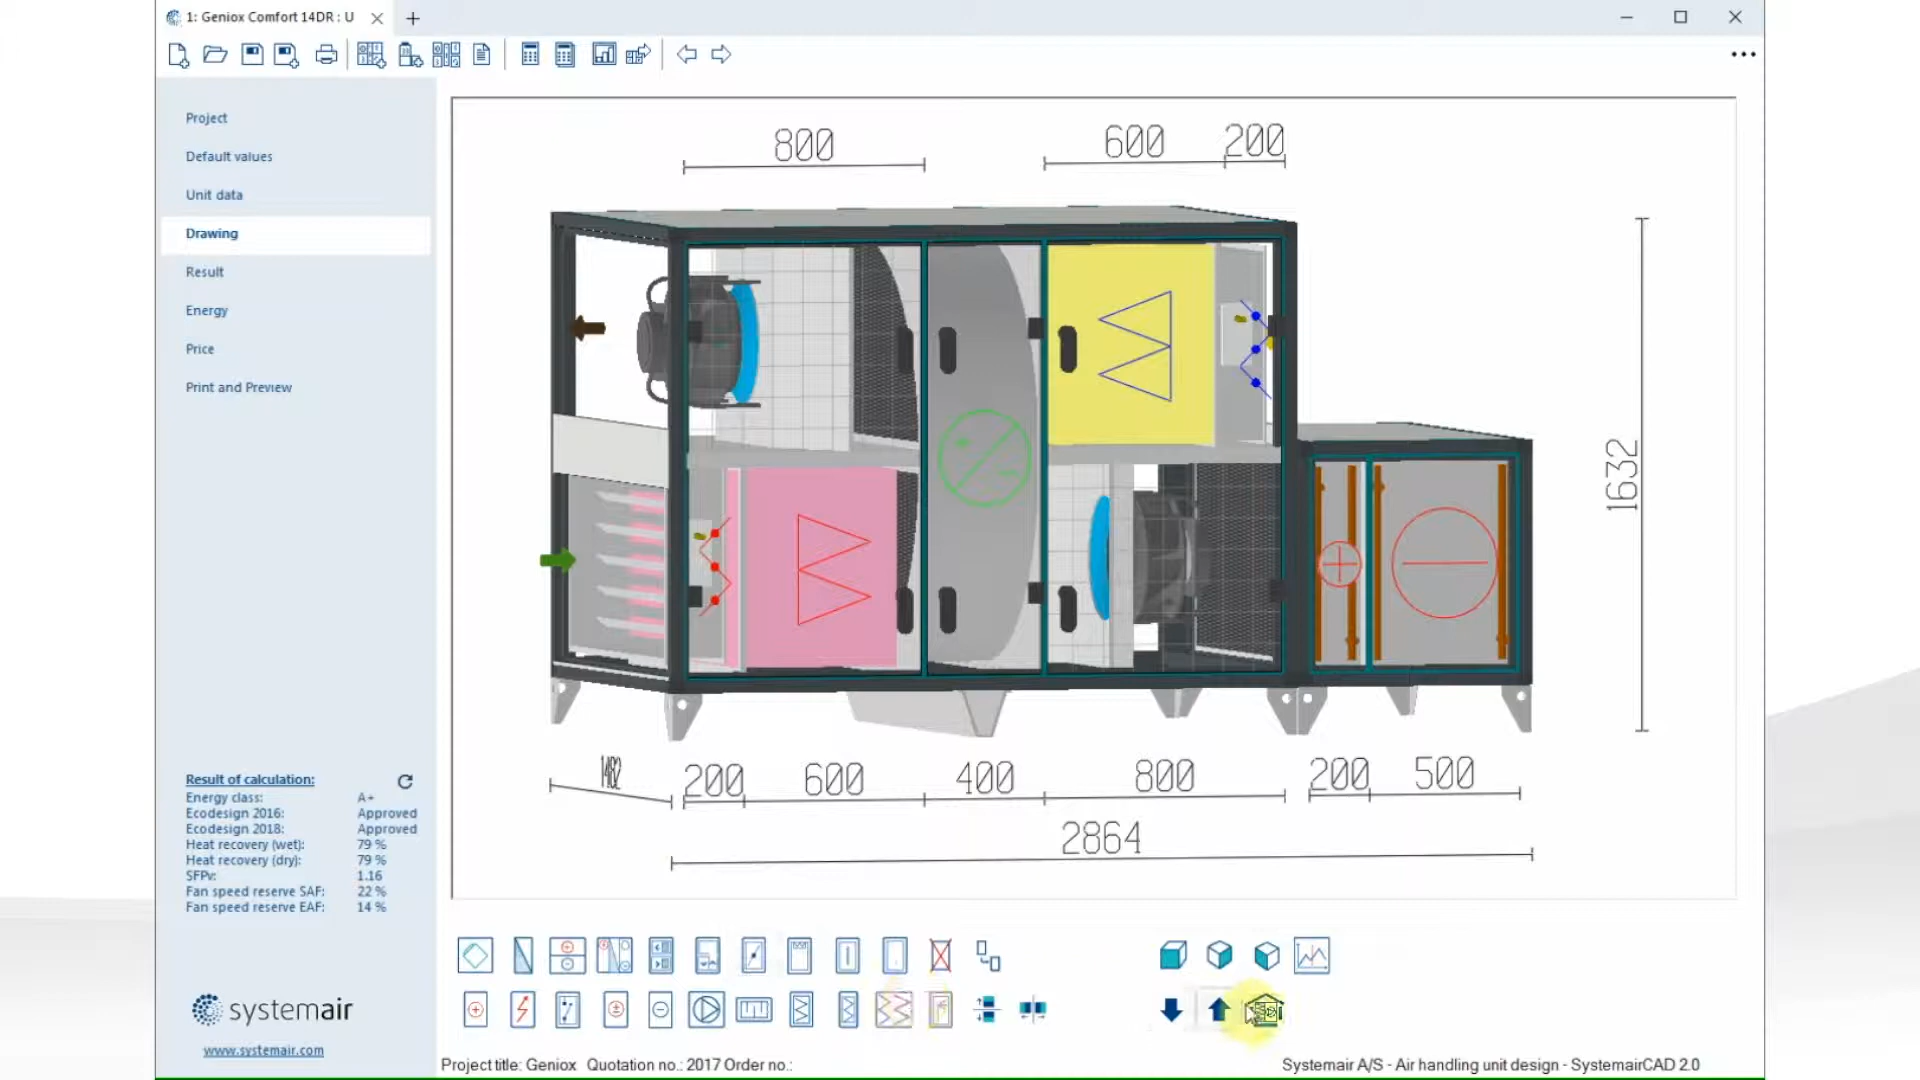 1: Geniox Comfort 14DR : U
Project
Default values
Unit data
Drawing
Result
Energy
Price
Print and Preview
800
600
200
1632
1482
200
600
400
800
200
500
2864
Result of calculation:
Energy class: A+
Ecodesign 2016: Approved
Ecodesign 2018: Approved
Heat recovery (wet): 79 %
Heat recovery (dry): 79 %
SFPv: 1.16
Fan speed reserve SAF: 22 %
Fan speed reserve EAF: 14 %
systemair
www.systemair.com
Project title: Geniox Quotation no.: 2017 Order no.:
Systemair A/S - Air handling unit design - SystemairCAD 2.0